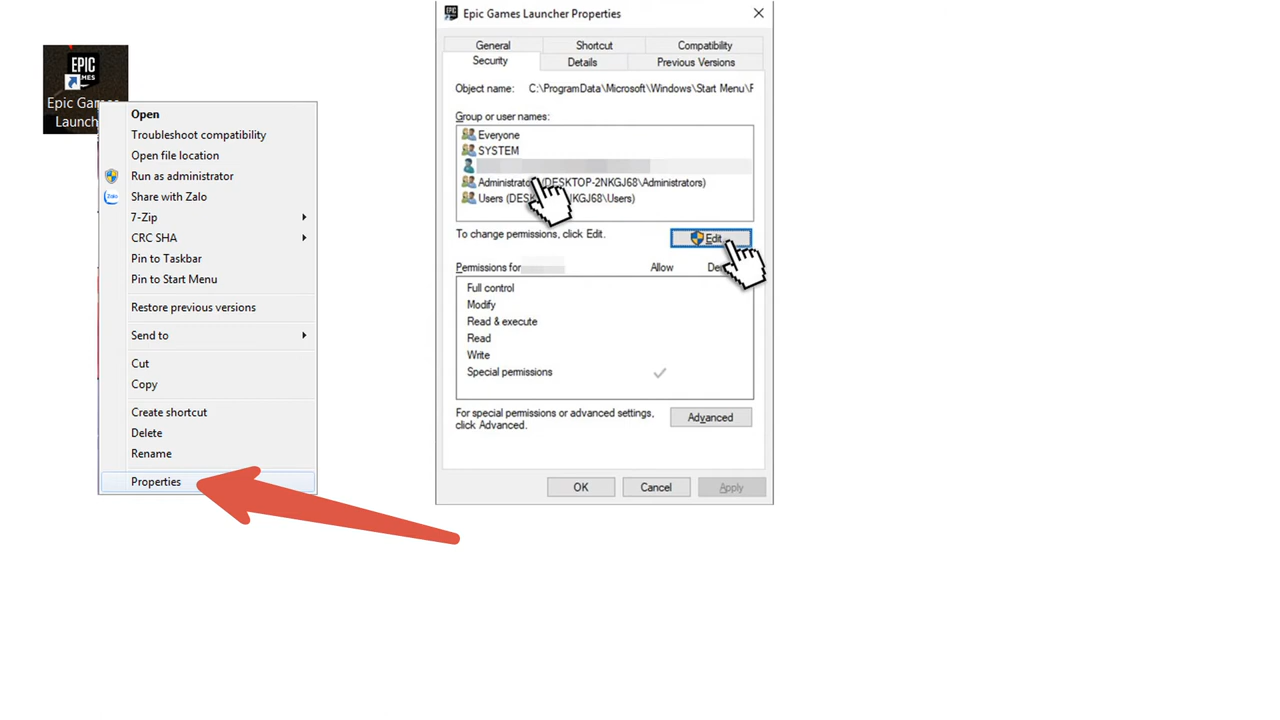 EPIC
GAMES
Epic Games
Launch
Open
Troubleshoot compatibility
Open file location
Run as administrator
Zalo
Share with Zalo
7-Zip
CRC SHA
Pin to Taskbar
Pin to Start Menu
Restore previous versions
Send to
Cut
Copy
Create shortcut
Delete
Rename
Properties
Epic Games Launcher Properties
General Shortcut Compatibility
Security Details Previous Versions
Object name: C:\ProgramData\Microsoft\Windows\Start Menu\F
Group or user names:
Everyone
SYSTEM
Administrato (DESKTOP-2NKGJ68\Administrators)
Users (DESK NKGJ68\Users)
To change permissions, click Edit.
Edit
Permissions for Allow De
Full control
Modify
Read & execute
Read
Write
Special permissions
For special permissions or advanced settings,
click Advanced.
Advanced
OK Cancel Apply